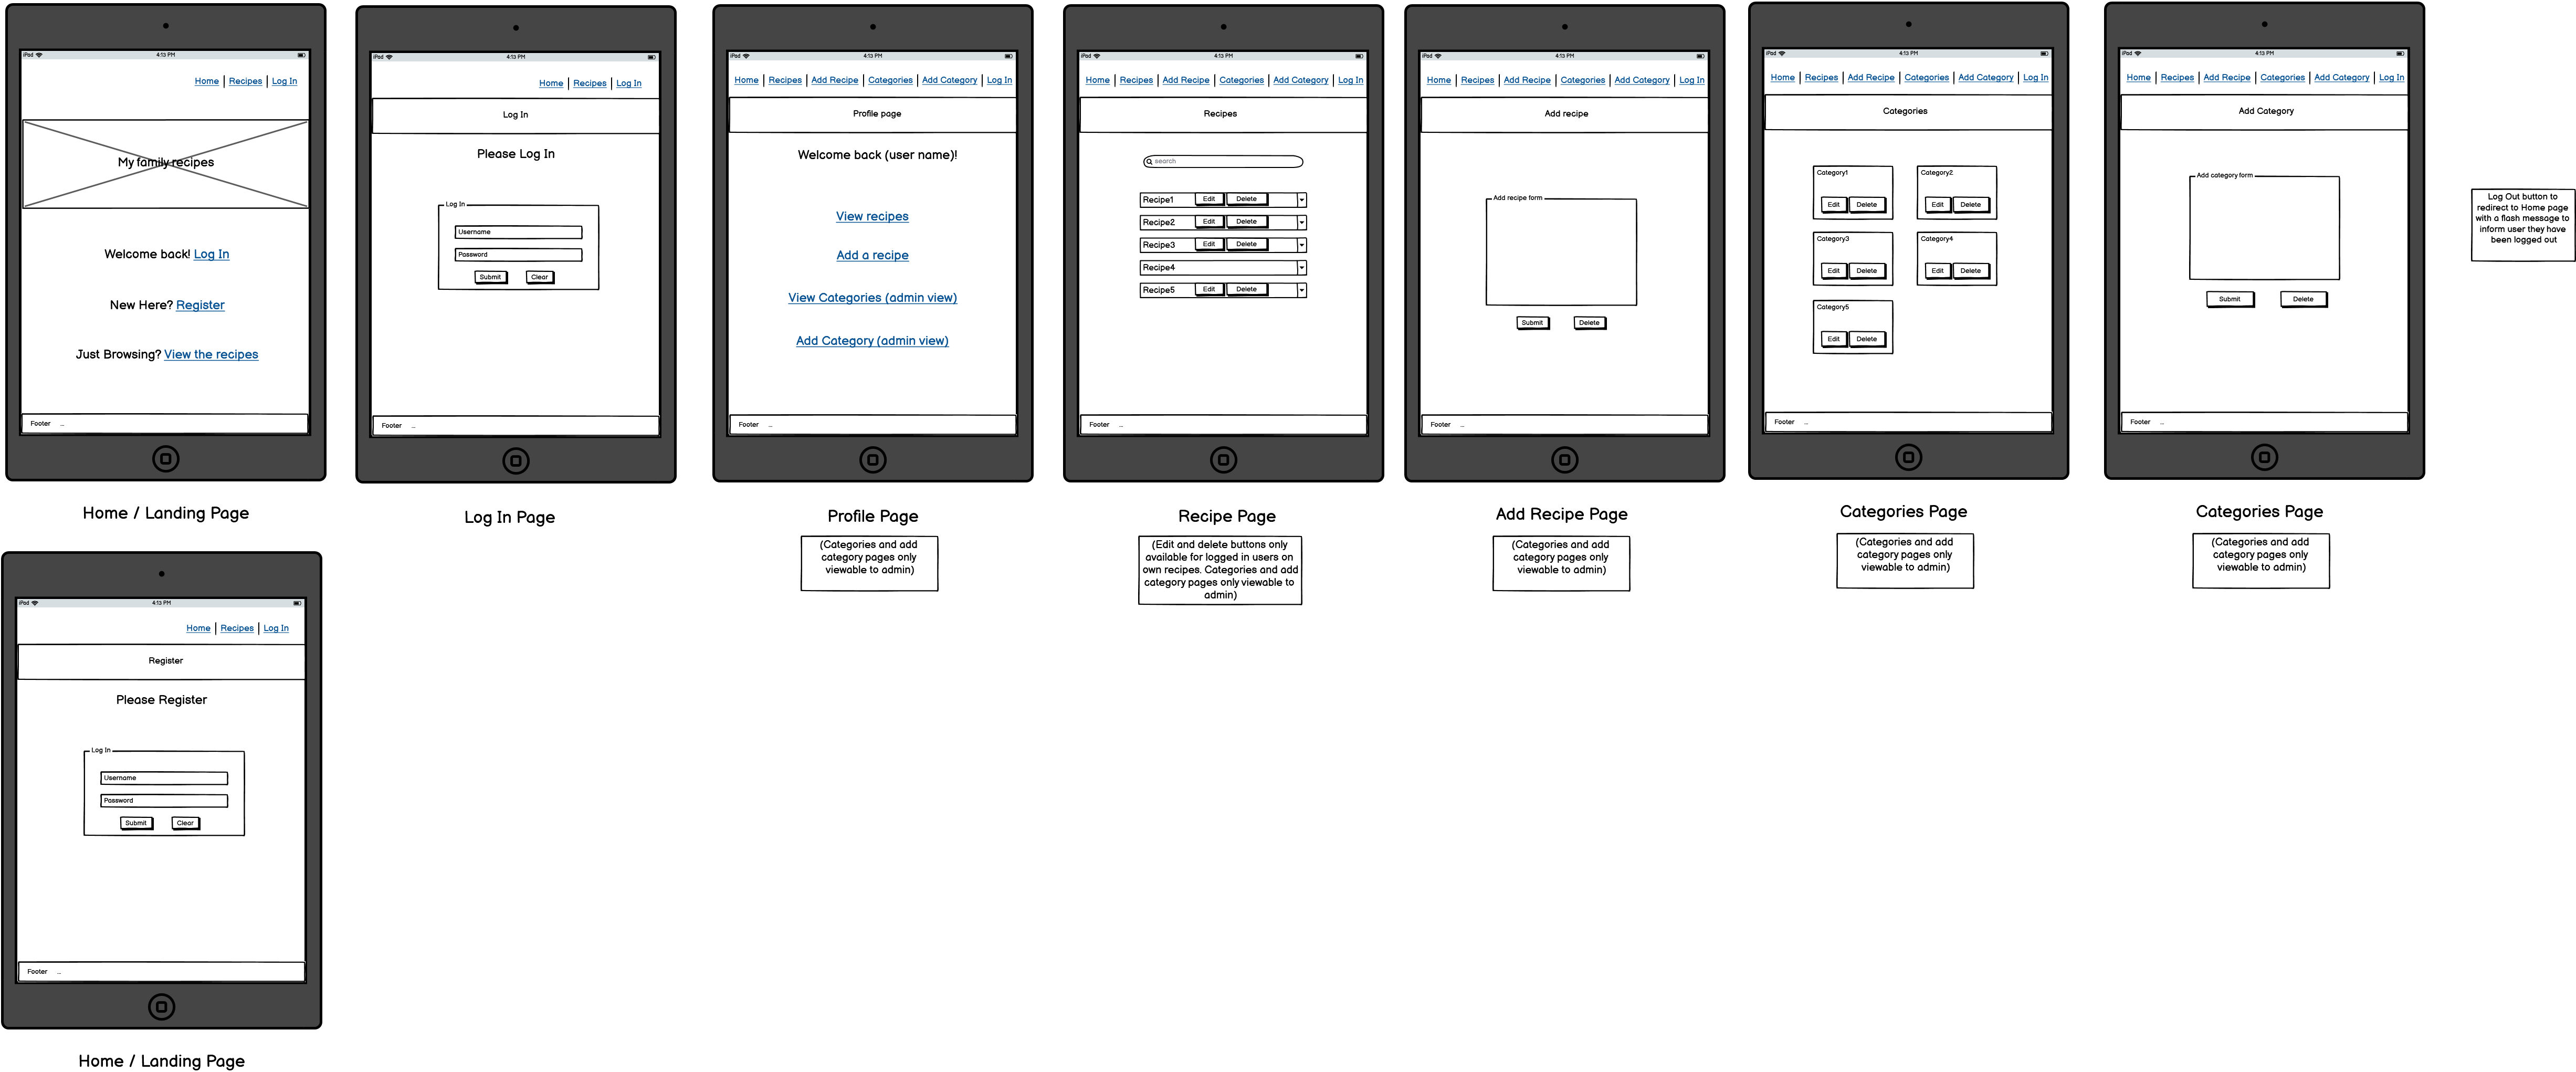 iPad 4:13 PM
Home Recipes Log In
My family recipes
Welcome back! Log In
New Here? Register
Just Browsing? View the recipes
Footer ...
Home / Landing Page
iPad 4:13 PM
Home Recipes Log In
Log In
Please Log In
Log In
Username
Password
Submit Clear
Footer ...
Log In Page
iPad 4:13 PM
Home Recipes Add Recipe Categories Add Category Log In
Profile page
Welcome back (user name)!
View recipes
Add a recipe
View Categories (admin view)
Add Category (admin view)
Footer ...
Profile Page
(Categories and add
category pages only
viewable to admin)
iPad 4:13 PM
Home Recipes Add Recipe Categories Add Category Log In
Recipes
search
Recipe1 Edit Delete
Recipe2 Edit Delete
Recipe3 Edit Delete
Recipe4
Recipe5 Edit Delete
Footer ...
Recipe Page
(Edit and delete buttons only
available for logged in users on
own recipes. Categories and add
category pages only viewable to
admin)
iPad 4:13 PM
Home Recipes Add Recipe Categories Add Category Log In
Add recipe
Add recipe form
Submit Delete
Footer ...
Add Recipe Page
(Categories and add
category pages only
viewable to admin)
iPad 4:13 PM
Home Recipes Add Recipe Categories Add Category Log In
Categories
Category1 Category2
Edit Delete Edit Delete
Category3 Category4
Edit Delete Edit Delete
Category5
Edit Delete
Footer ...
Categories Page
(Categories and add
category pages only
viewable to admin)
iPad 4:13 PM
Home Recipes Add Recipe Categories Add Category Log In
Add Category
Add category form
Submit Delete
Footer ...
Categories Page
(Categories and add
category pages only
viewable to admin)
Log Out button to
redirect to Home page
with a flash message to
inform user they have
been logged out
iPad 4:13 PM
Home Recipes Log In
Register
Please Register
Log In
Username
Password
Submit Clear
Footer ...
Home / Landing Page